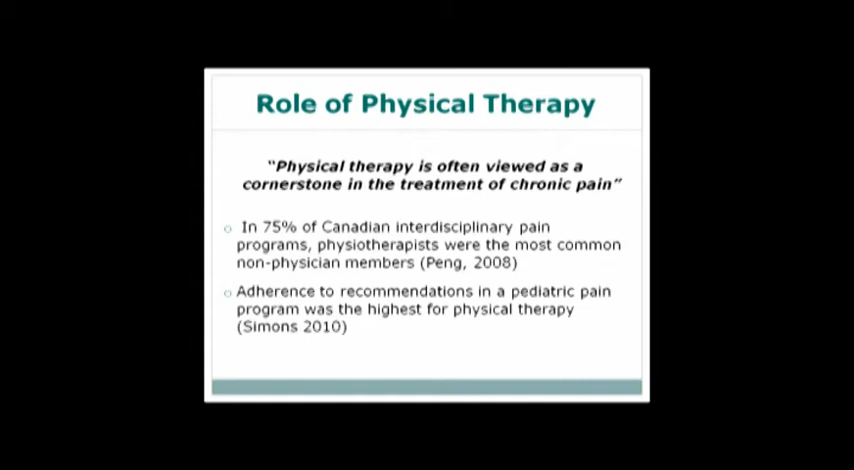 Role of Physical Therapy
“Physical therapy is often viewed as a
cornerstone in the treatment of chronic pain”
o In 75% of Canadian interdisciplinary pain
programs, physiotherapists were the most common
non-physician members (Peng, 2008)
o Adherence to recommendations in a pediatric pain
program was the highest for physical therapy
(Simons 2010)